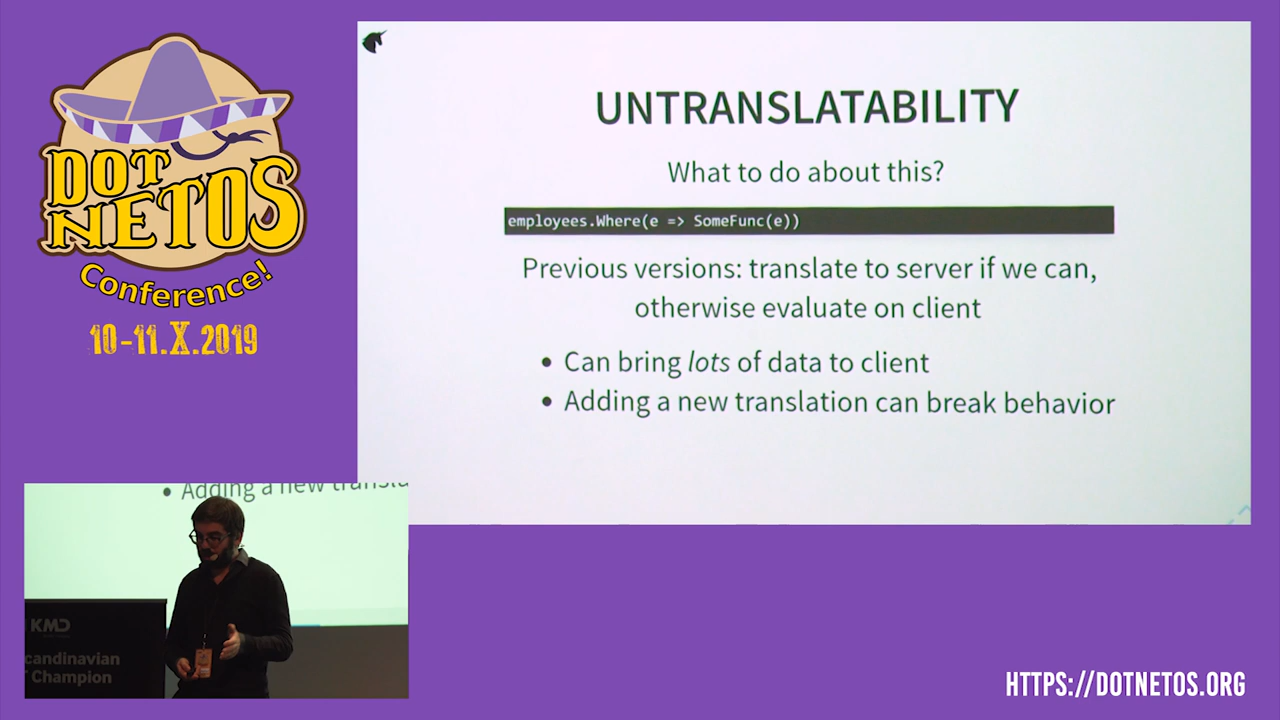 DOT
NETOS
Conference!
10-11.X.2019
UNTRANSLATABILITY
What to do about this?
employees.Where(e => SomeFunc(e))
Previous versions: translate to server if we can,
otherwise evaluate on client
• Can bring lots of data to client
• Adding a new translation can break behavior
• Adding a new transla
KMD
candinavian
Champion
HTTPS://DOTNETOS.ORG